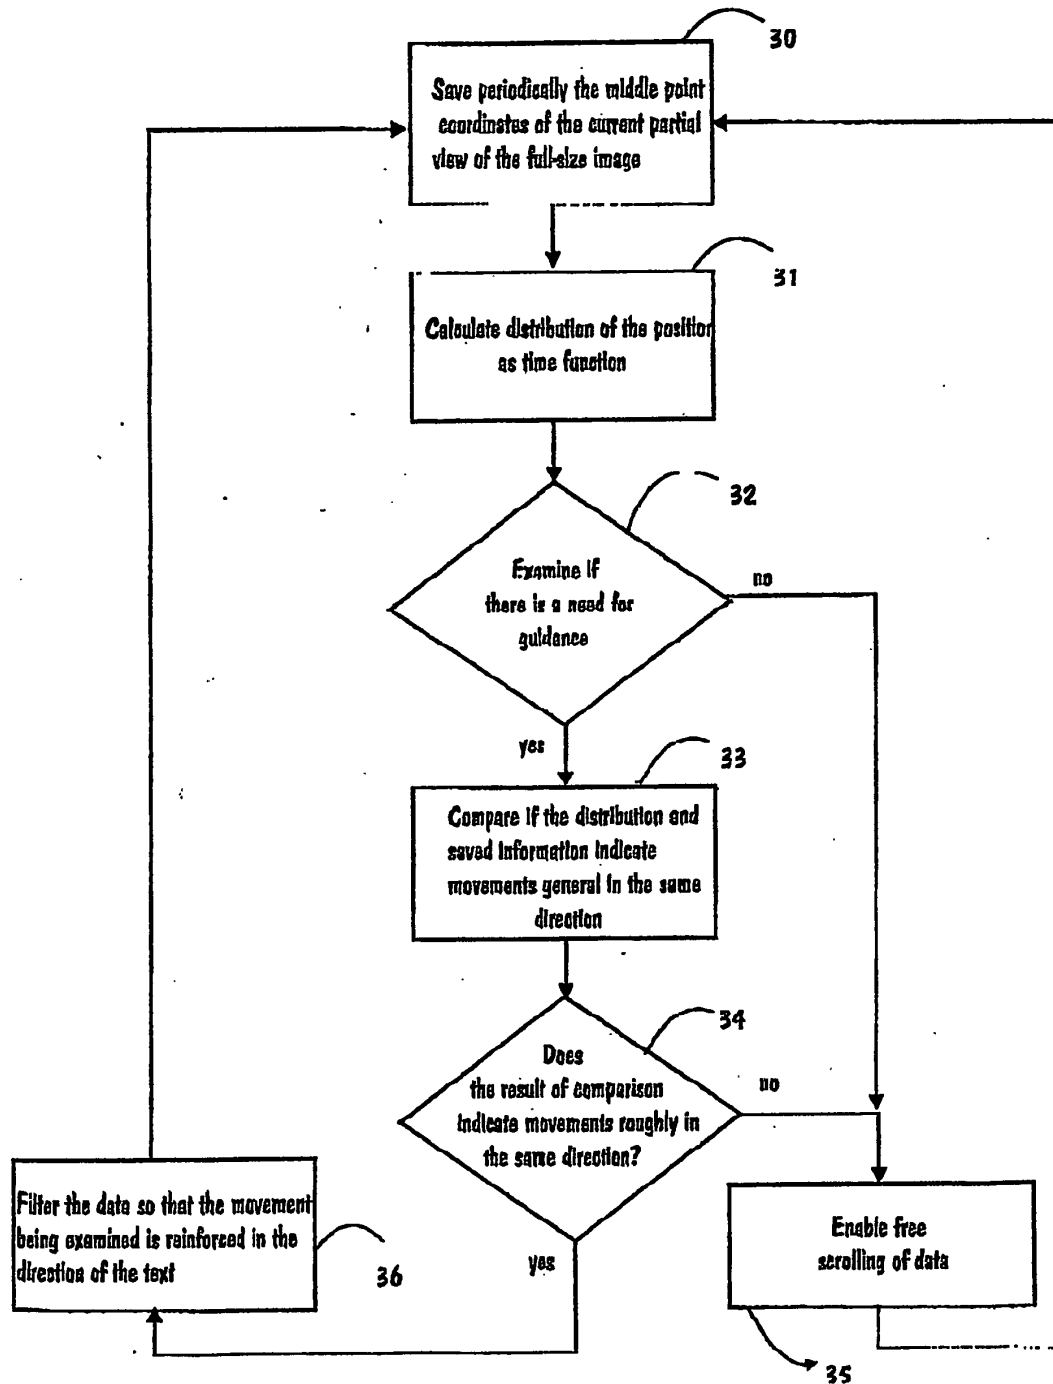 30
Save periodically the middle point
coordinates of the current partial
view of the full-size image
31
Calculate distribution of the position
as time function
32
Examine if
there is a need for
guidance
no
yes
33
Compare if the distribution and
saved information indicate
movements general in the same
direction
34
Does
the result of comparison
indicate movements roughly in
the same direction?
no
yes
Filter the data so that the movement
being examined is reinforced in the
direction of the text
36
Enable free
scrolling of data
35